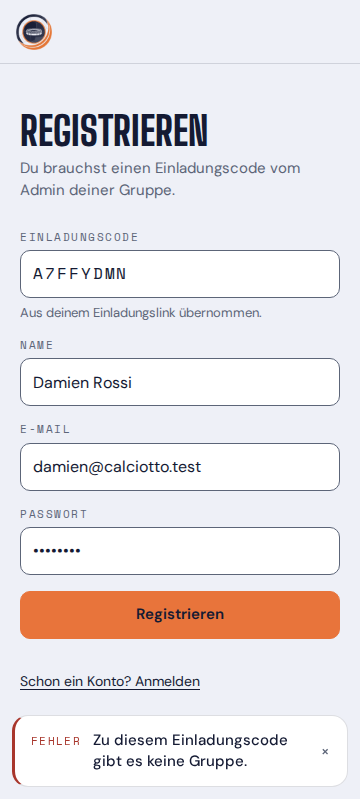 REGISTRIEREN
Du brauchst einen Einladungscode vom
Admin deiner Gruppe.
EINLADUNGSCODE
A7FFYDMN
Aus deinem Einladungslink übernommen.
NAME
Damien Rossi
E-MAIL
damien@calciotto.test
PASSWORT
••••••••
Registrieren
Schon ein Konto? Anmelden
FEHLER Zu diesem Einladungscode ×
gibt es keine Gruppe.